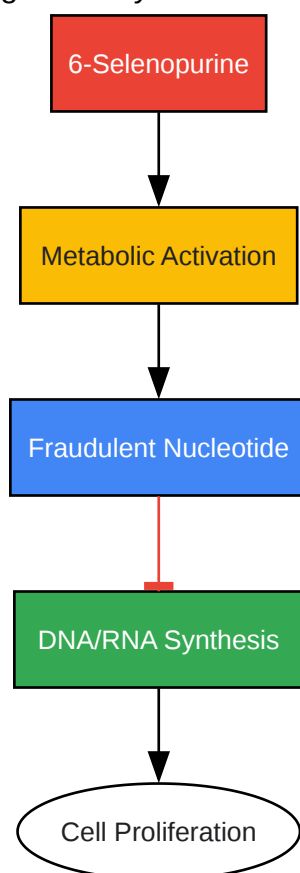 6-Selenopurine
Metabolic Activation
Fraudulent Nucleotide
DNA/RNA Synthesis
Cell Proliferation